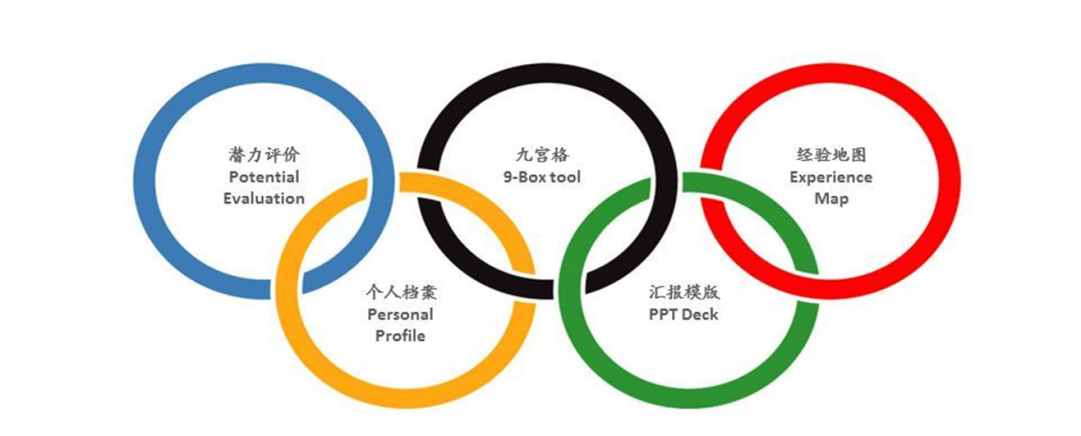 潜力评价
Potential
Evaluation
九宫格
9-Box tool
经验地图
Experience
Map
个人档案
Personal
Profile
汇报模版
PPT Deck